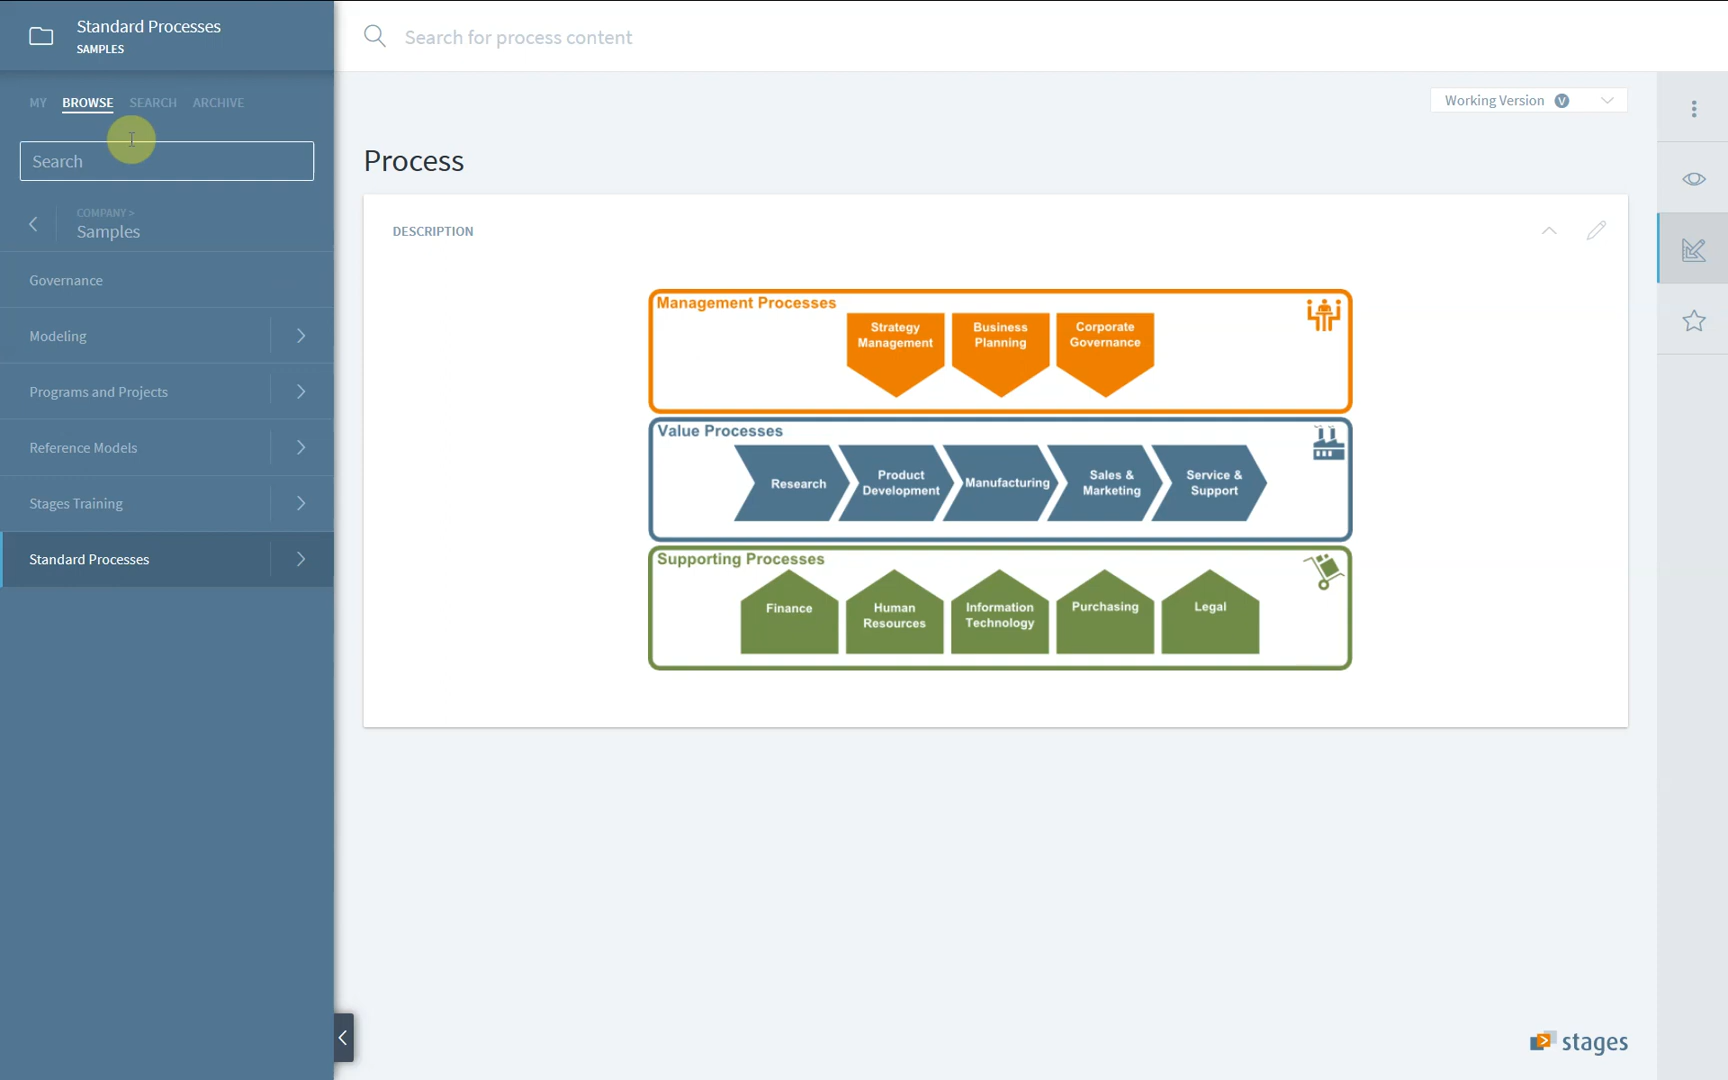 Standard Processes
SAMPLES
MY BROWSE SEARCH ARCHIVE
Search
COMPANY >
Samples
Governance
Modeling
Programs and Projects
Reference Models
Stages Training
Standard Processes
Search for process content
Working Version V
Process
DESCRIPTION
Management Processes
Strategy Management
Business Planning
Corporate Governance
Value Processes
Research
Product Development
Manufacturing
Sales & Marketing
Service & Support
Supporting Processes
Finance
Human Resources
Information Technology
Purchasing
Legal
stages